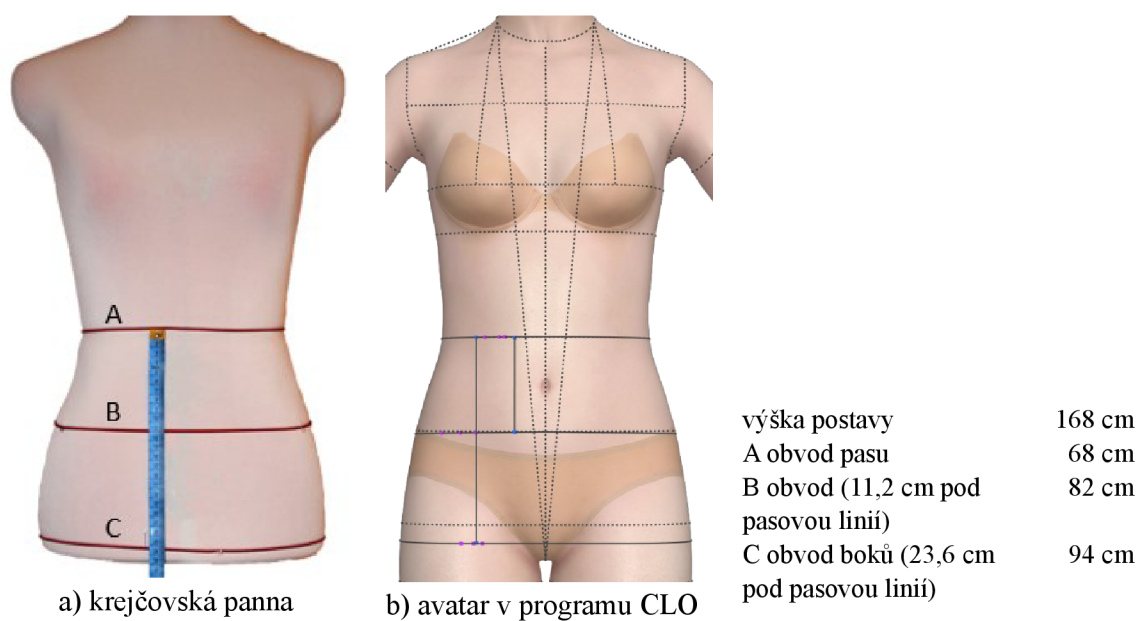 A
B
C
a) krejčovská panna
b) avatar v programu CLO
výška postavy 168 cm
A obvod pasu 68 cm
B obvod (11,2 cm pod 82 cm
pasovou linií)
C obvod boků (23,6 cm 94 cm
pod pasovou linií)